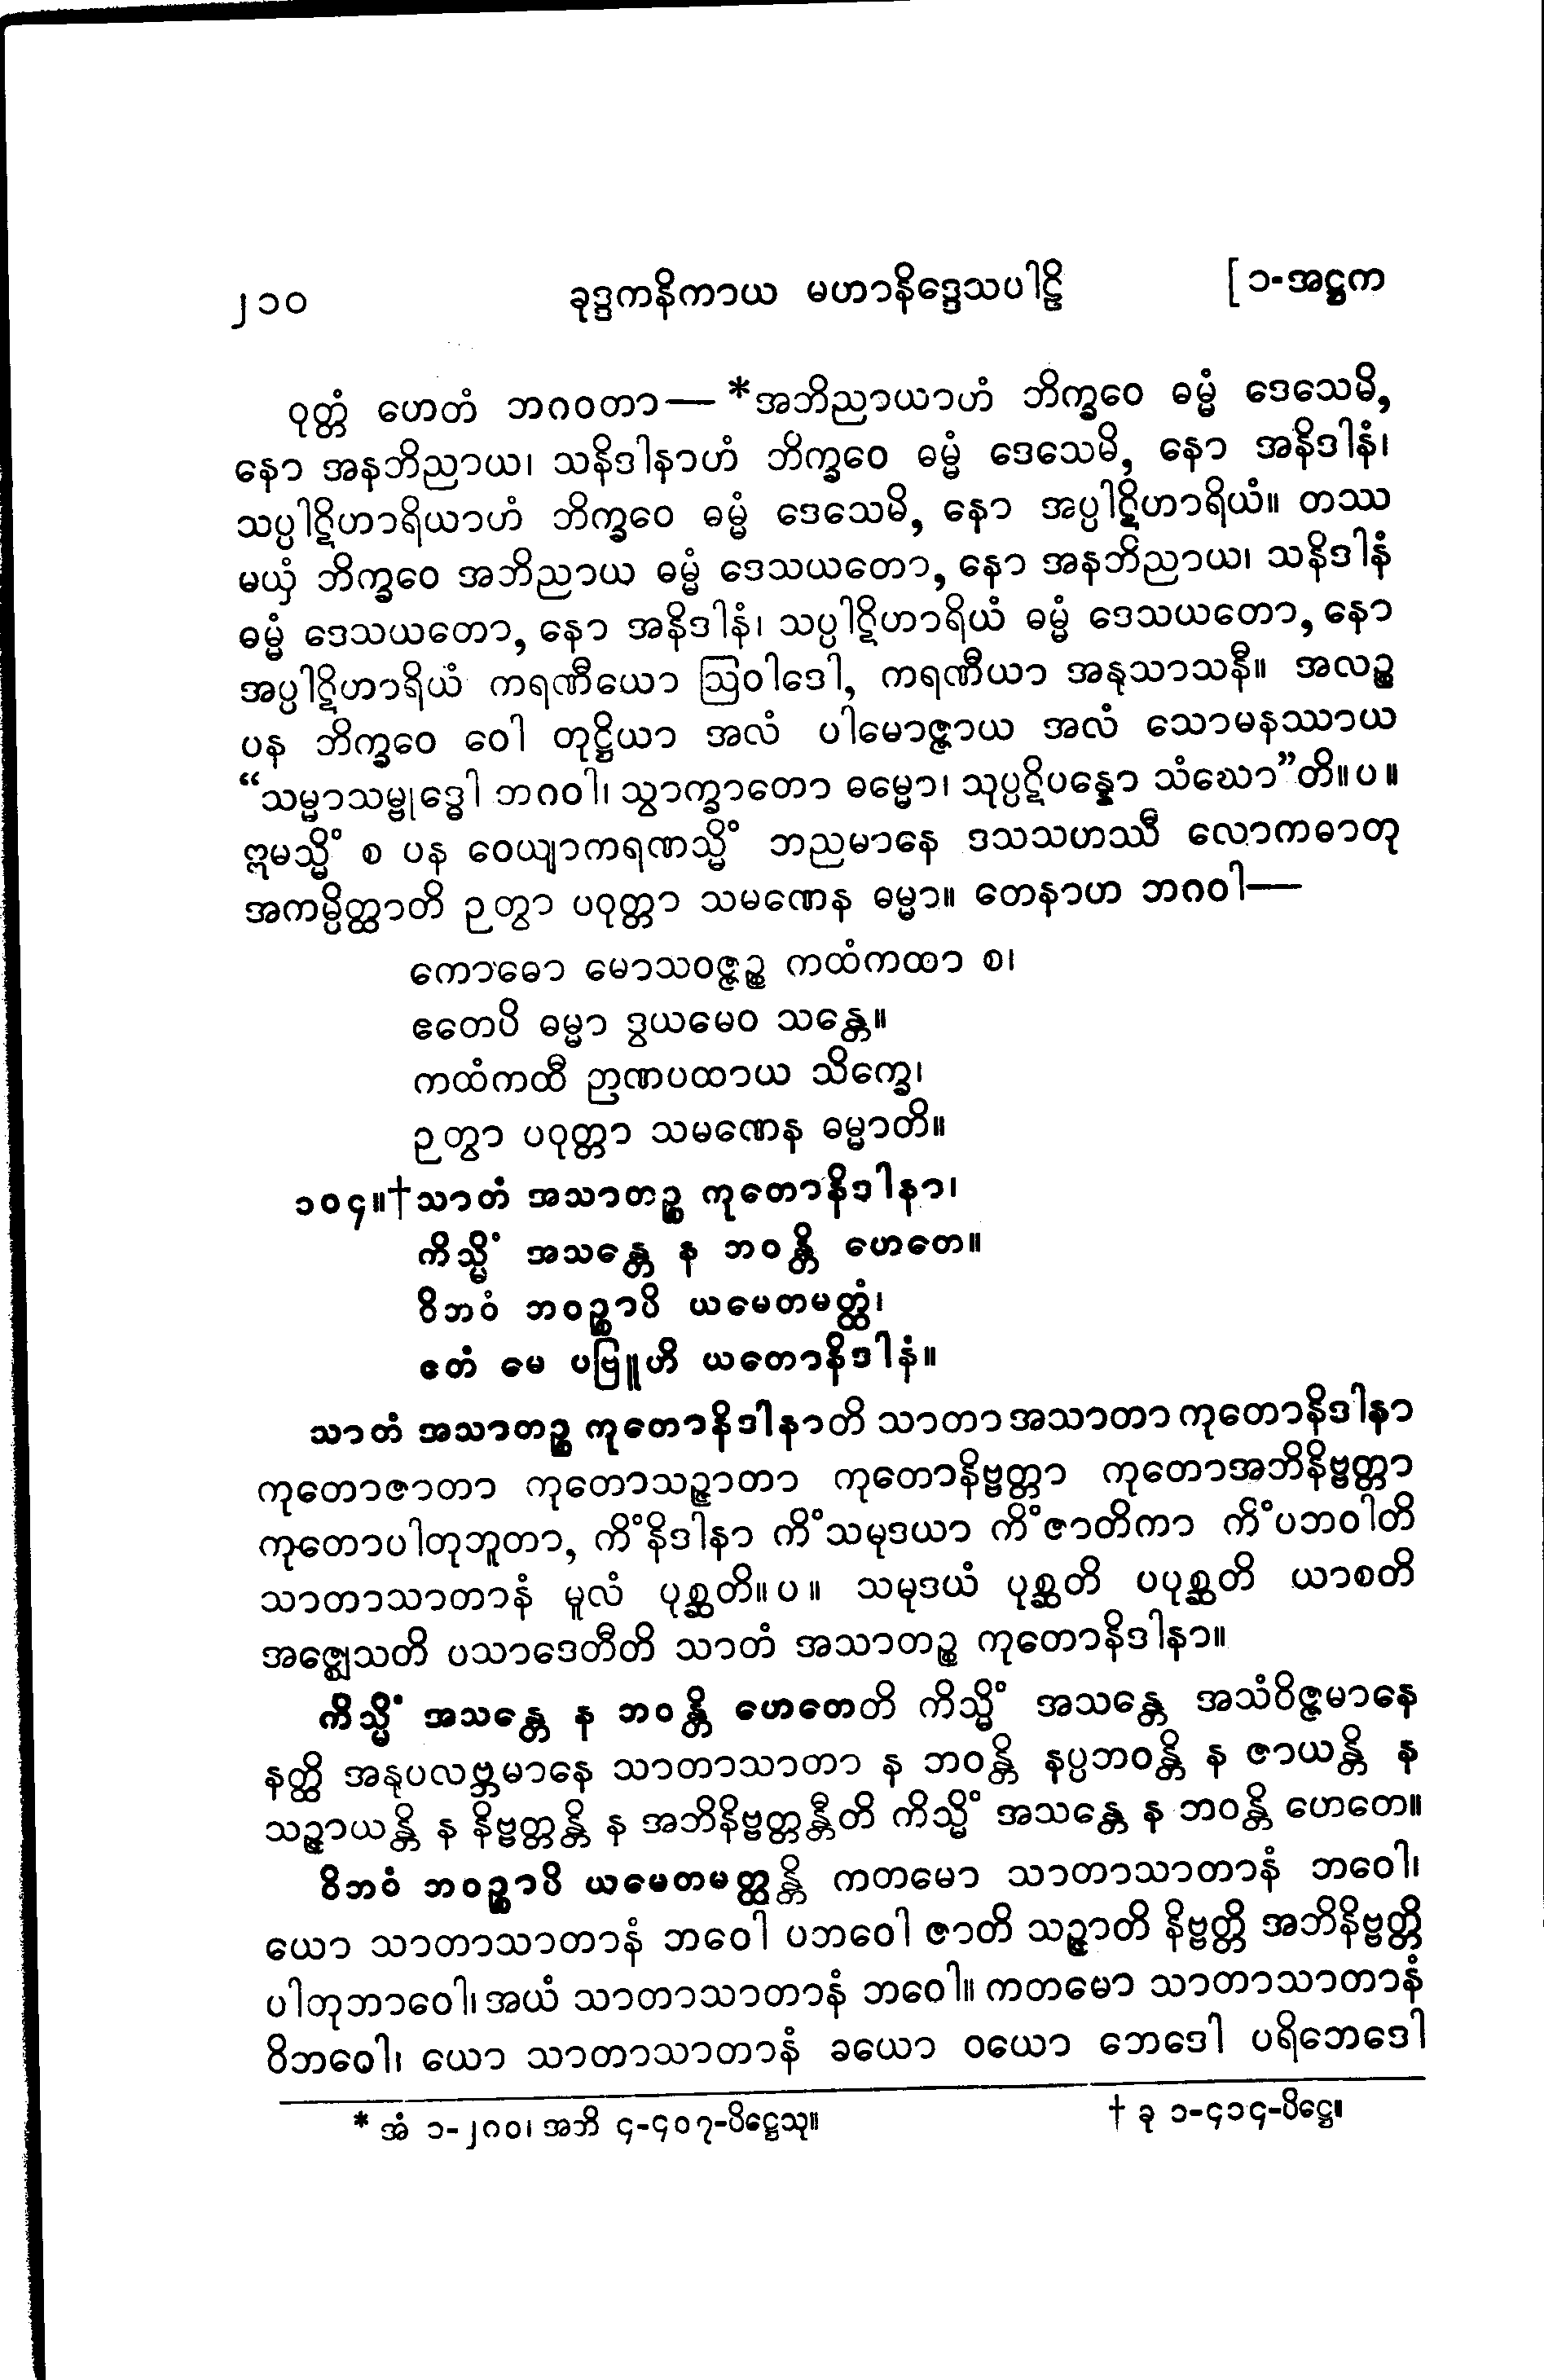 ၂၁၀ ခုဒ္ဒကနိကာယ မဟာနိဒ္ဒေသပါဠိ [ ၁-အဋ္ဌက
ဝုတ္တံ ဟေတံ ဘဂဝတာ— *အဘိညာယာဟံ ဘိက္ခဝေ ဓမ္မံ ဒေသေမိ,
နော အနဘိညာယ၊ သနိဒါနာဟံ ဘိက္ခဝေ ဓမ္မံ ဒေသေမိ, နော အနိဒါနံ၊
သပ္ပါဋိဟာရိယာဟံ ဘိက္ခဝေ ဓမ္မံ ဒေသေမိ, နော အပ္ပါဋိဟာရိယံ။ တဿ
မယှံ ဘိက္ခဝေ အဘိညာယ ဓမ္မံ ဒေသယတော, နော အနဘိညာယ၊ သနိဒါနံ
ဓမ္မံ ဒေသယတော, နော အနိဒါနံ၊ သပ္ပါဋိဟာရိယံ ဓမ္မံ ဒေသယတော, နော
အပ္ပါဋိဟာရိယံ ကရဏီယော ဩဝါဒေါ, ကရဏီယာ အနုသာသနီ။ အလဉ္စ
ပန ဘိက္ခဝေ ဝေါ တုဋ္ဌိယာ အလံ ပါမောဇ္ဇာယ အလံ သောမနဿာယ
“သမ္မာသမ္ဗုဒ္ဓေါ ဘဂဝါ၊ သွာက္ခာတော ဓမ္မော၊ သုပ္ပဋိပန္နော သံဃော”တိ။ပ။
ဣမသ္မိံ စ ပန ဝေယျာကရဏသ္မိံ ဘညမာနေ ဒသသဟဿီ လောကဓာတု
အကမ္ပိတ္ထာတိ ဉတွာ ပဝုတ္တာ သမဏေန ဓမ္မာ။ တေနာဟ ဘဂဝါ—
ကောဓော မောသဝဇ္ဇဉ္စ ကထံကထာ စ၊
ဧတေပိ ဓမ္မာ ဒွယမေဝ သန္တေ။
ကထံကထီ ဉာဏပထာယ သိက္ခေ၊
ဉတွာ ပဝုတ္တာ သမဏေန ဓမ္မာတိ။
၁၀၄။†သာတံ အသာတဉ္စ ကုတောနိဒါနာ၊
ကိသ္မိံ အသန္တေ န ဘဝန္တိ ဟေတေ။
ဝိဘဝံ ဘဝဉ္စာပိ ယမေတမတ္ထံ၊
ဧတံ မေ ပဗြူဟိ ယတောနိဒါနံ။
သာတံ အသာတဉ္စ ကုတောနိဒါနာတိ သာတာ အသာတာ ကုတောနိဒါနာ
ကုတောဇာတာ ကုတောသဉ္ဇာတာ ကုတောနိဗ္ဗတ္တာ ကုတောအဘိနိဗ္ဗတ္တာ
ကုတောပါတုဘူတာ, ကိံနိဒါနာ ကိံသမုဒယာ ကိံဇာတိကာ ကိံပဘဝါတိ
သာတာသာတာနံ မူလံ ပုစ္ဆတိ။ပ။ သမုဒယံ ပုစ္ဆတိ ပပုစ္ဆတိ ယာစတိ
အဇ္ဈေသတိ ပသာဒေတီတိ သာတံ အသာတဉ္စ ကုတောနိဒါနာ။
ကိသ္မိံ အသန္တေ န ဘဝန္တိ ဟေတေတိ ကိသ္မိံ အသန္တေ အသံဝိဇ္ဇမာနေ
နတ္ထိ အနုပလဗ္ဘမာနေ သာတာသာတာ န ဘဝန္တိ နပ္ပဘဝန္တိ န ဇာယန္တိ န
သဉ္ဇာယန္တိ န နိဗ္ဗတ္တန္တိ န အဘိနိဗ္ဗတ္တန္တီတိ ကိသ္မိံ အသန္တေ န ဘဝန္တိ ဟေတေ။
ဝိဘဝံ ဘဝဉ္စာပိ ယမေတမတ္ထန္တိ ကတမော သာတာသာတာနံ ဘဝေါ၊
ယော သာတာသာတာနံ ဘဝေါ ပဘဝေါ ဇာတိ သဉ္ဇာတိ နိဗ္ဗတ္တိ အဘိနိဗ္ဗတ္တိ
ပါတုဘာဝေါ၊ အယံ သာတာသာတာနံ ဘဝေါ။ ကတမော သာတာသာတာနံ
ဝိဘဝေါ၊ ယော သာတာသာတာနံ ခယော ဝယော ဘေဒေါ ပရိဘေဒေါ
* အံ ၁-၂၀၀၊ အဘိ ၄-၄၀၇-ပိဋ္ဌေသု။ † ခု ၁-၄၁၄-ပိဋ္ဌေ။